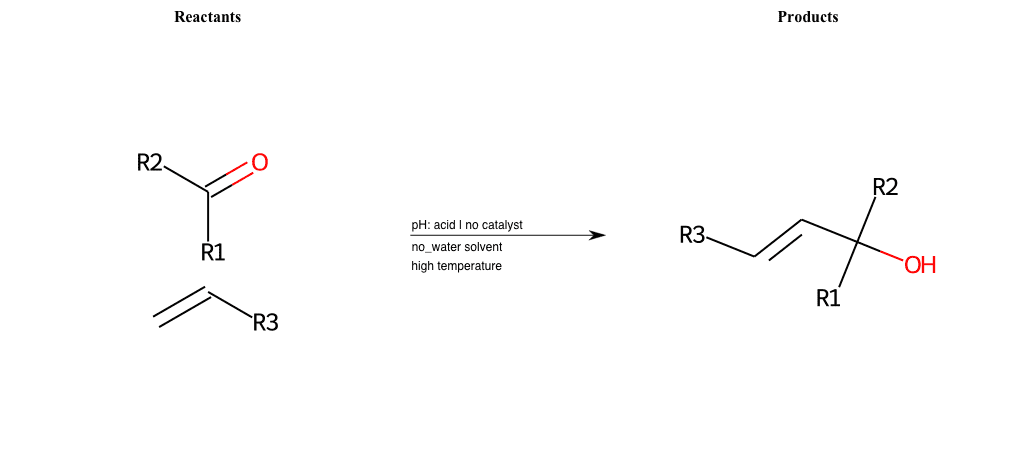 Reactants
Products
R2
O
R1
R3
pH: acid | no catalyst
no_water solvent
high temperature
R2
R3
OH
R1